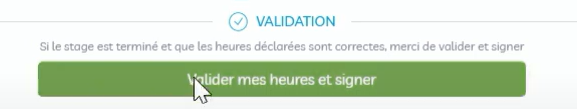 VALIDATION
Si le stage est terminé et que les heures déclarées sont correctes, merci de valider et signer
Valider mes heures et signer